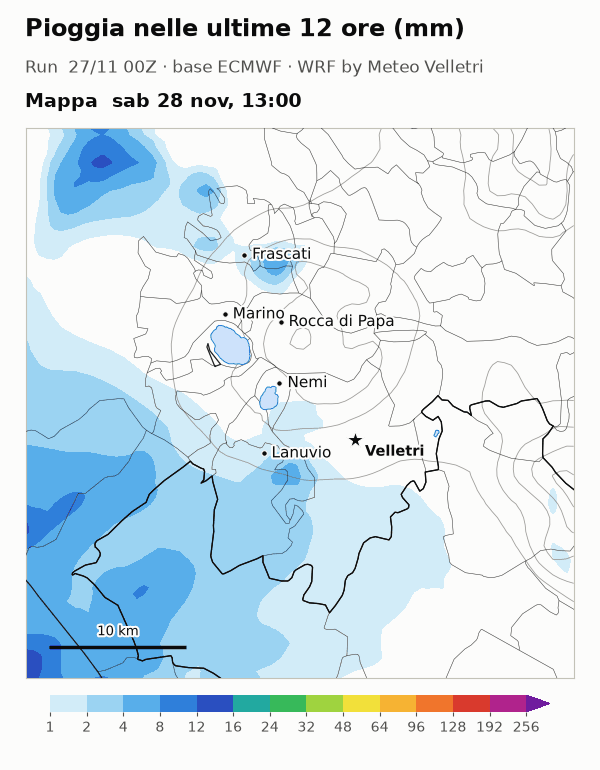 Pioggia nelle ultime 12 ore (mm)
Run  27/11 00Z · base ECMWF · WRF by Meteo Velletri
Mappa  sab 28 nov, 13:00
Frascati
Marino
Rocca di Papa
Nemi
Velletri
Lanuvio
10 km
1 2 4 8 12 16 24 32 48 64 96 128 192 256